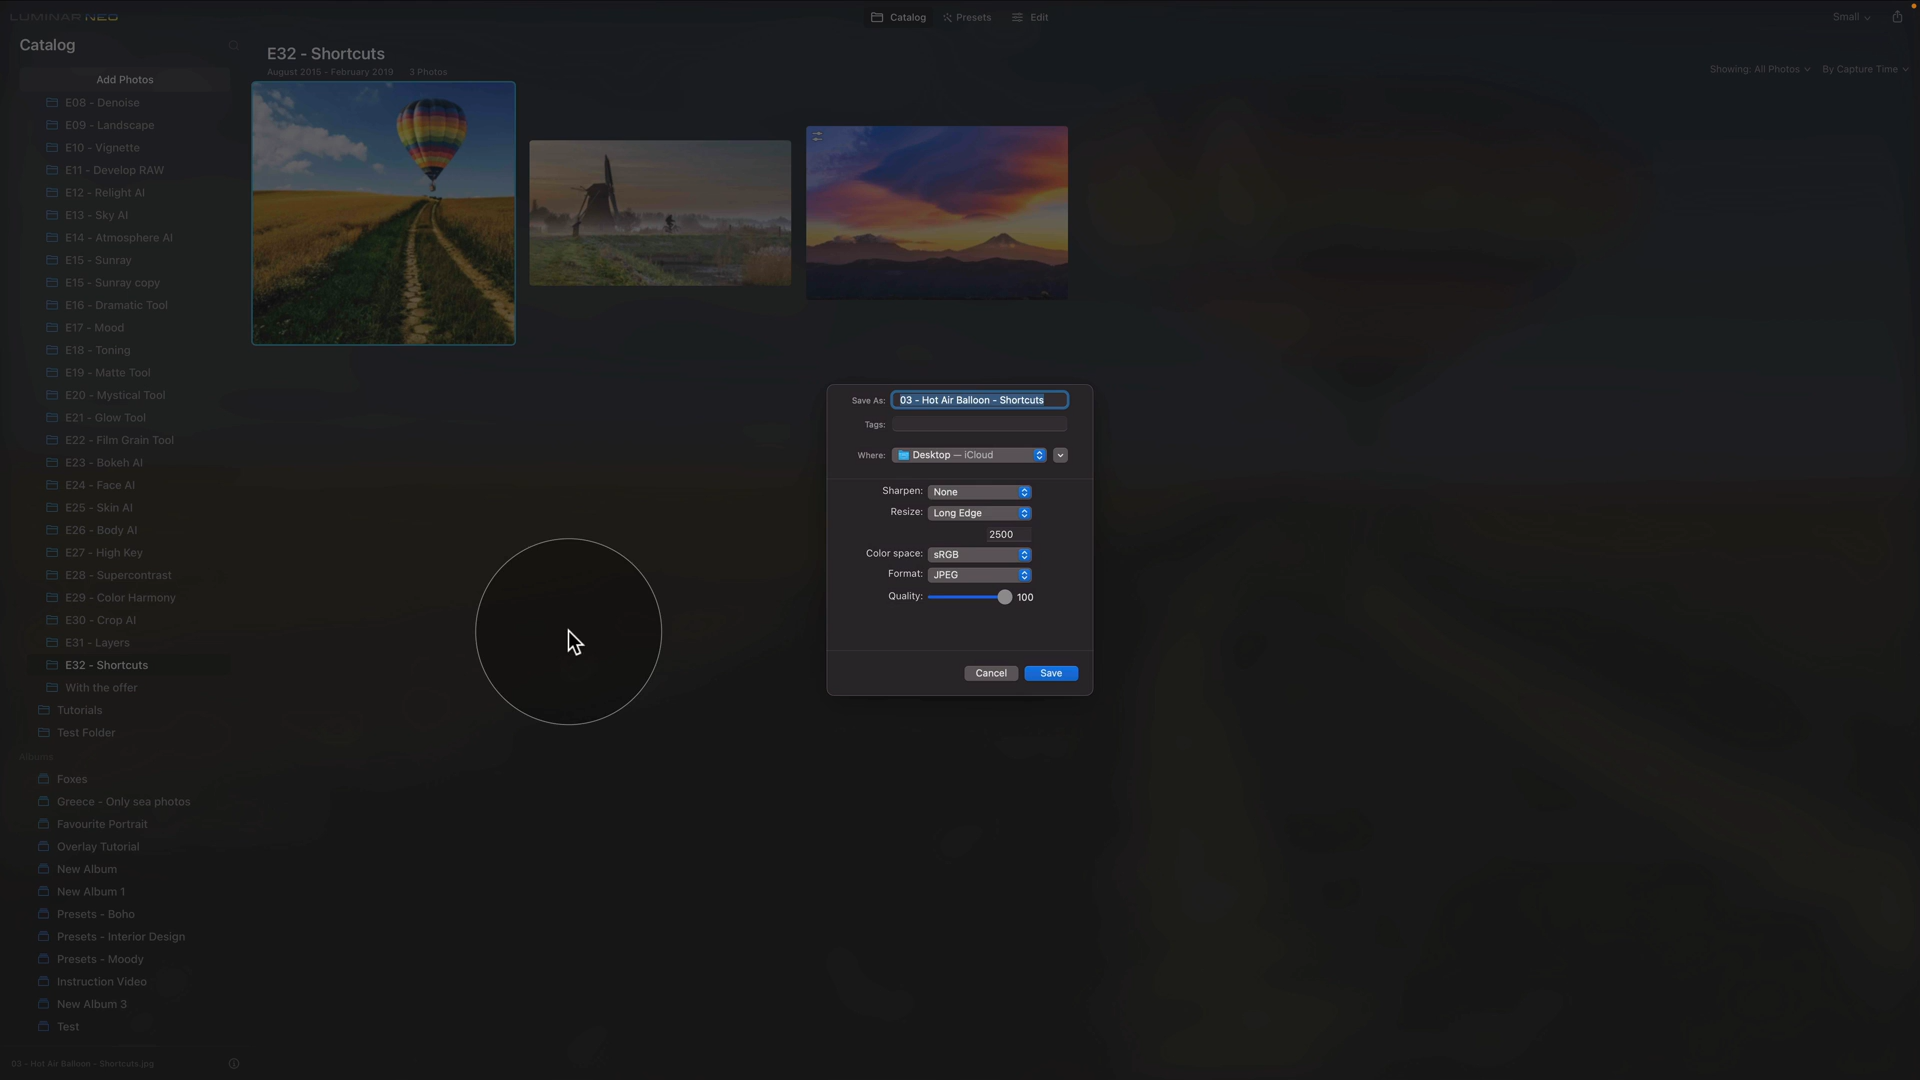 LUMINAR NEO
Catalog
Presets
Edit
Small
Catalog
E32 - Shortcuts
August 2015 - February 2019 3 Photos
Showing: All Photos
By Capture Time
Add Photos
E08 - Denoise
E09 - Landscape
E10 - Vignette
E11 - Develop RAW
E12 - Relight AI
E13 - Sky AI
E14 - Atmosphere AI
E15 - Sunray
E15 - Sunray copy
E16 - Dramatic Tool
E17 - Mood
E18 - Toning
E19 - Matte Tool
E20 - Mystical Tool
E21 - Glow Tool
E22 - Film Grain Tool
E23 - Bokeh AI
E24 - Face AI
E25 - Skin AI
E26 - Body AI
E27 - High Key
E28 - Supercontrast
E29 - Color Harmony
E30 - Crop AI
E31 - Layers
E32 - Shortcuts
With the offer
Tutorials
Test Folder
Albums
Foxes
Greece - Only sea photos
Favourite Portrait
Overlay Tutorial
New Album
New Album 1
Presets - Boho
Presets - Interior Design
Presets - Moody
Instruction Video
New Album 3
Test
03 - Hot Air Balloon - Shortcuts.jpg
Save As: 03 - Hot Air Balloon - Shortcuts
Tags:
Where: Desktop — iCloud
Sharpen: None
Resize: Long Edge
2500
Color space: sRGB
Format: JPEG
Quality: 100
Cancel
Save